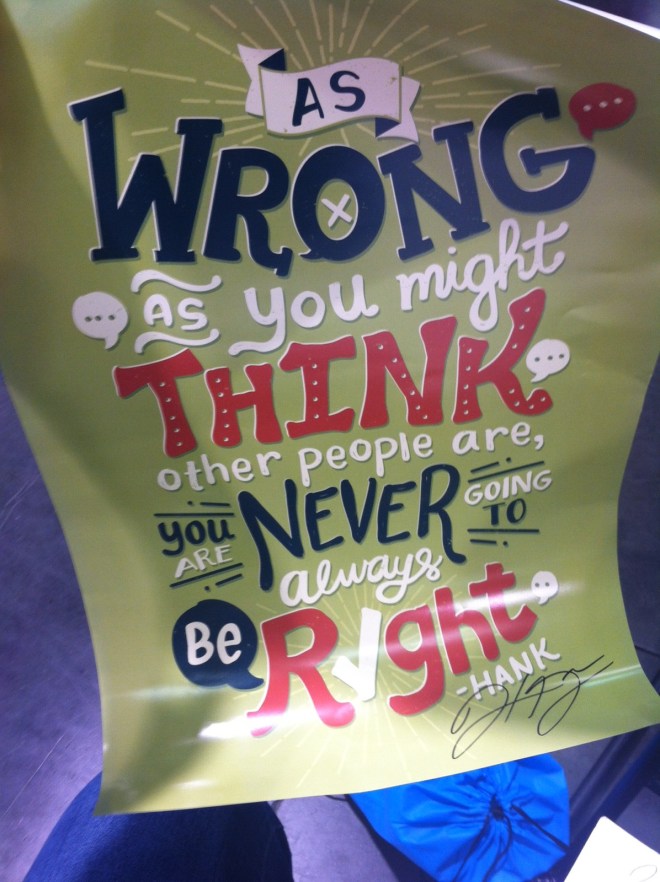 AS
WRONG
AS you might
THINK
other people are,
you ARE NEVER GOING TO
always
Be Right
-HANK